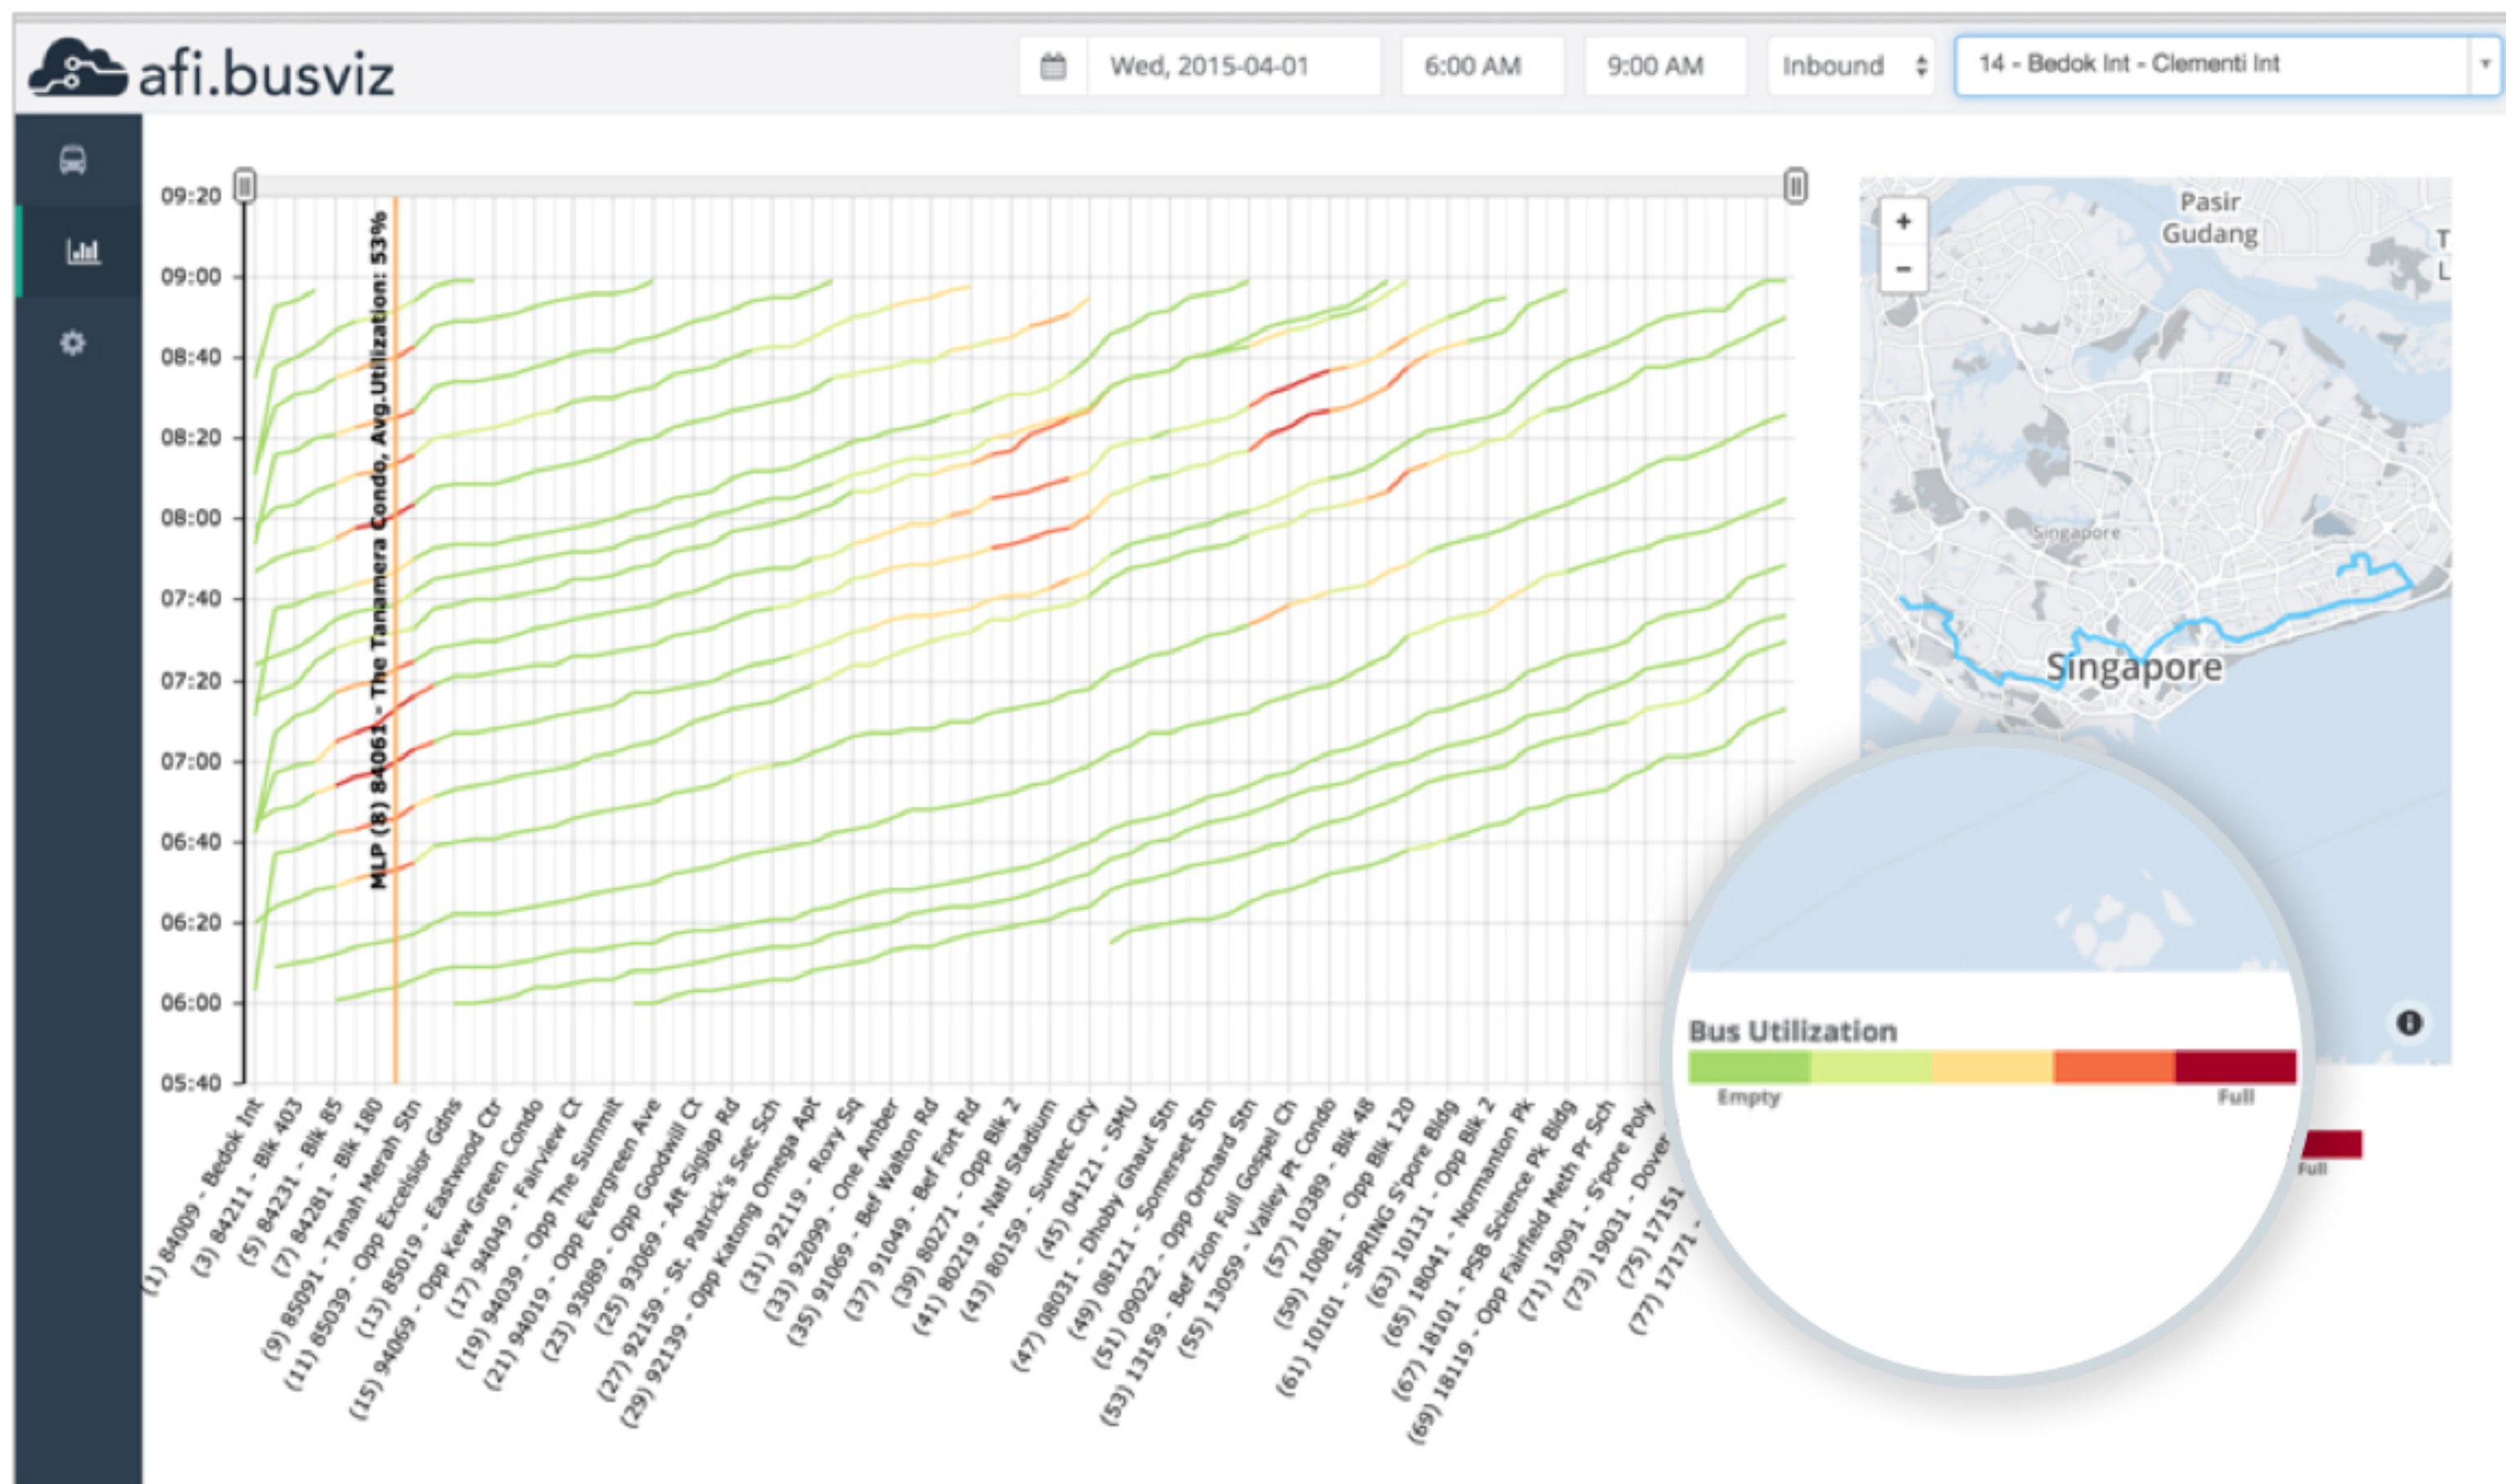 afi.busviz
Wed, 2015-04-01
6:00 AM
9:00 AM
Inbound
14 - Bedok Int - Clementi Int
09:20
09:00
08:40
08:20
08:00
07:40
07:20
07:00
06:40
06:20
06:00
05:40
MLP (8) 84061 - The Tanamera Condo, Avg.Utilization: 53%
(1) 84009 - Bedok Int
(3) 84211 - Blk 403
(5) 84231 - Blk 85
(7) 84281 - Blk 180
(9) 85091 - Tanah Merah Stn
(11) 85039 - Opp Excelsior Gdns
(13) 85019 - Eastwood Ctr
(15) 94069 - Opp Kew Green Condo
(17) 94049 - Fairview Ct
(19) 94039 - Opp The Summit
(21) 94019 - Opp Evergreen Ave
(23) 93089 - Opp Goodwill Ct
(25) 93069 - Aft Siglap Rd
(27) 92159 - St. Patrick's Sec Sch
(29) 92139 - Opp Katong Omega Apt
(31) 92119 - Roxy Sq
(33) 92099 - One Amber
(35) 91069 - Bef Walton Rd
(37) 91049 - Bef Fort Rd
(39) 80271 - Opp Blk 2
(41) 80219 - Natl Stadium
(43) 80159 - Suntec City
(45) 04121 - SMU
(47) 08031 - Dhoby Ghaut Stn
(49) 08121 - Somerset Stn
(51) 09022 - Opp Orchard Stn
(53) 13159 - Bef Zion Full Gospel Ch
(55) 13059 - Valley Pt Condo
(57) 10389 - Blk 48
(59) 10081 - Opp Blk 120
(61) 10101 - SPRING S'pore Bldg
(63) 10131 - Opp Blk 2
(65) 18041 - Normanton Pk
(67) 18101 - PSB Science Pk Bldg
(69) 18119 - Opp Fairfield Meth Pr Sch
(71) 19091 - S'pore Poly
(73) 19031 - Dover
(75) 17151
(77) 17171 -
+
−
Pasir
Gudang
T
L
Singapore
Singapore
Bus Utilization
Empty
Full
Full